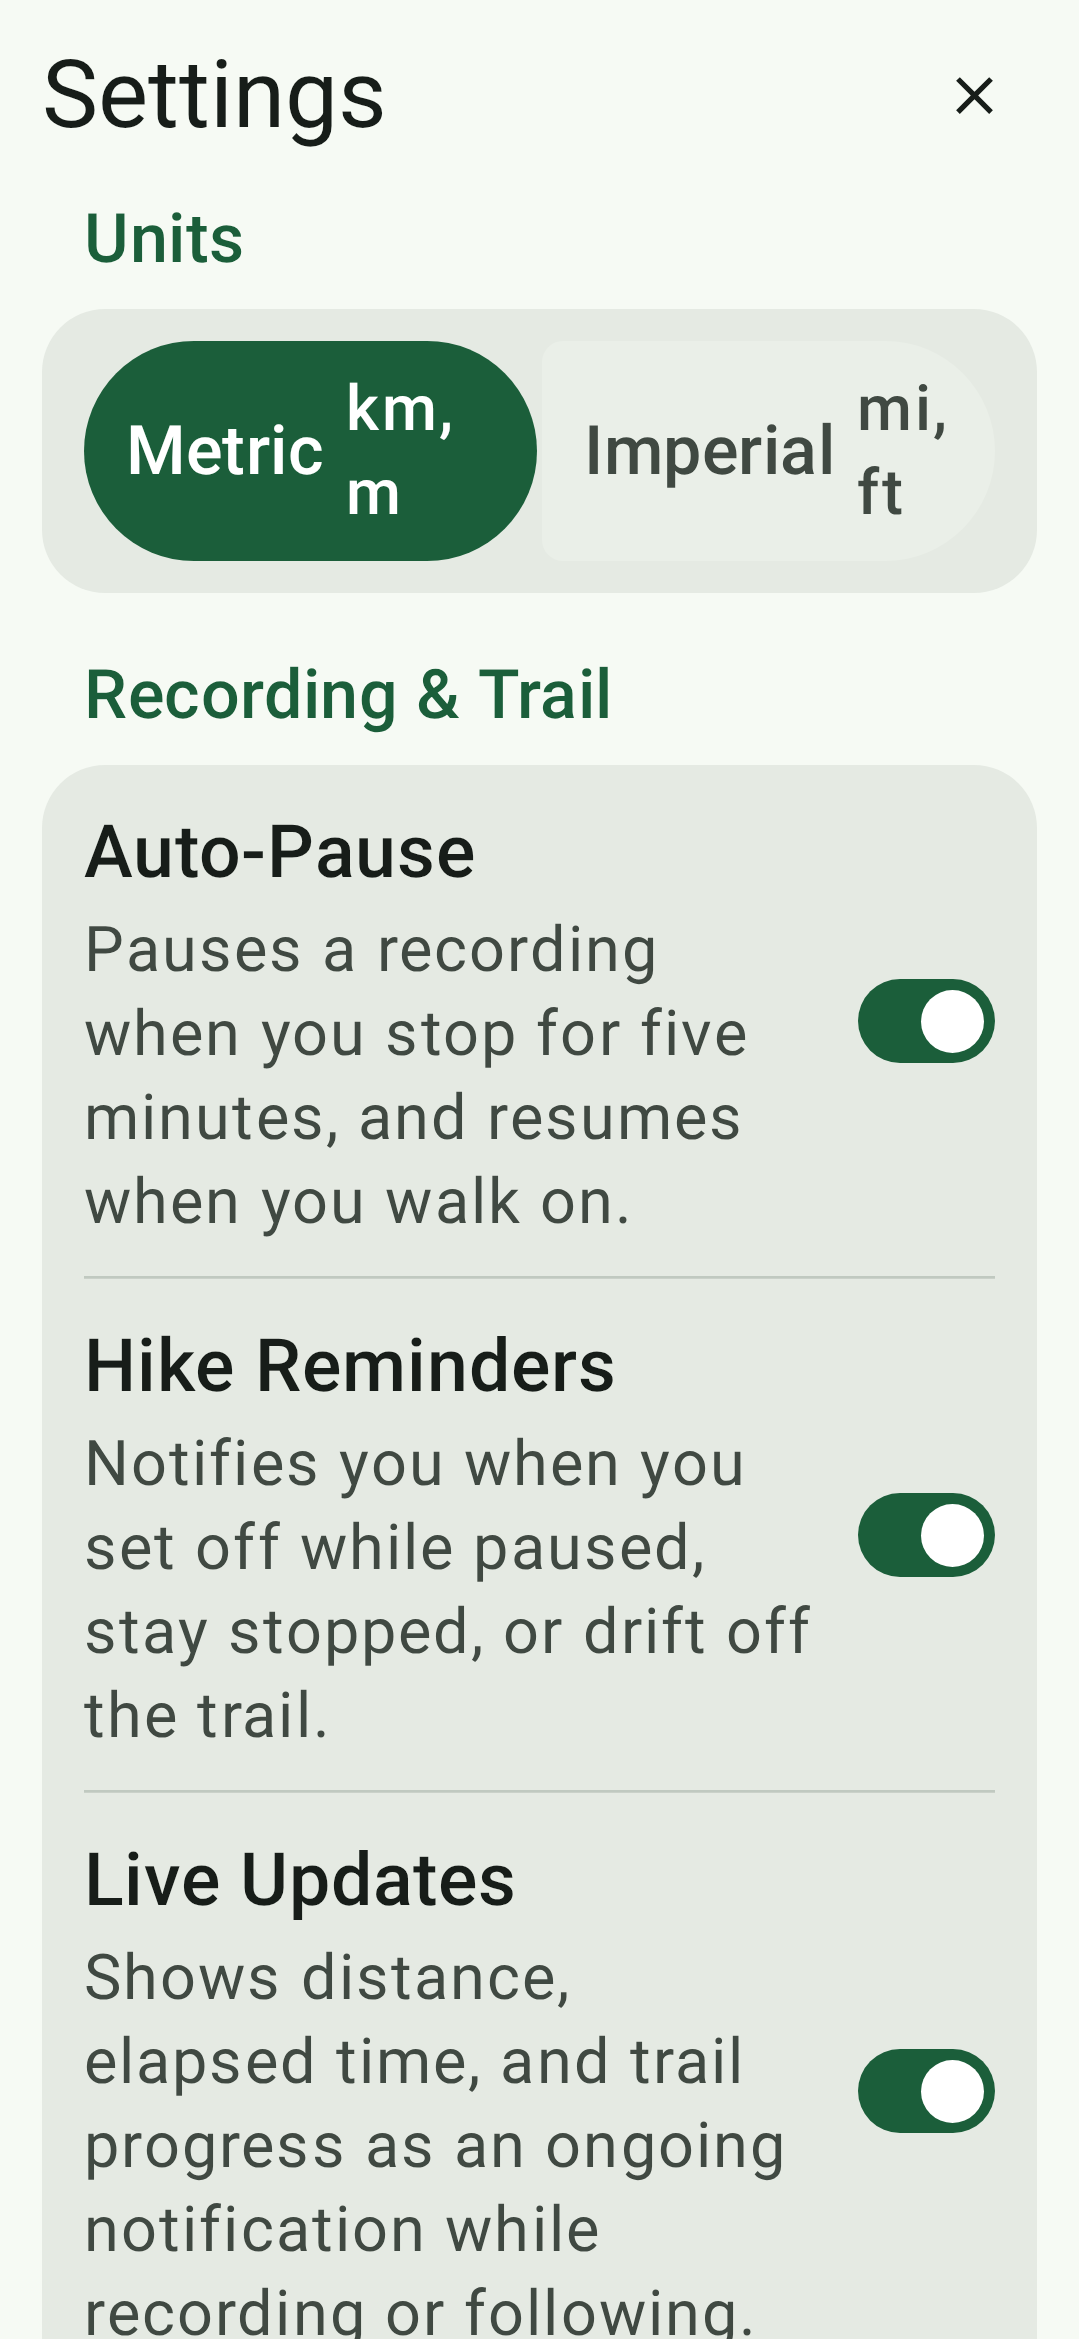 Settings
Units
Metric km, m
Imperial mi, ft
Recording & Trail
Auto-Pause
Pauses a recording
when you stop for five
minutes, and resumes
when you walk on.
Hike Reminders
Notifies you when you
set off while paused,
stay stopped, or drift off
the trail.
Live Updates
Shows distance,
elapsed time, and trail
progress as an ongoing
notification while
recording or following.